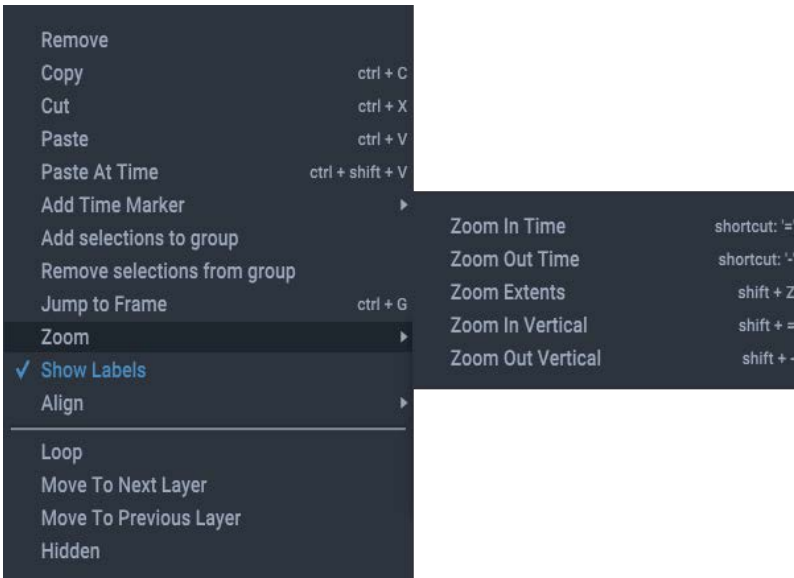 Remove
Copy ctrl + C
Cut ctrl + X
Paste ctrl + V
Paste At Time ctrl + shift + V
Add Time Marker
Add selections to group
Remove selections from group
Jump to Frame ctrl + G
Zoom
Show Labels
Align
Loop
Move To Next Layer
Move To Previous Layer
Hidden
Zoom In Time shortcut: '='
Zoom Out Time shortcut: '-'
Zoom Extents shift + Z
Zoom In Vertical shift + =
Zoom Out Vertical shift + -